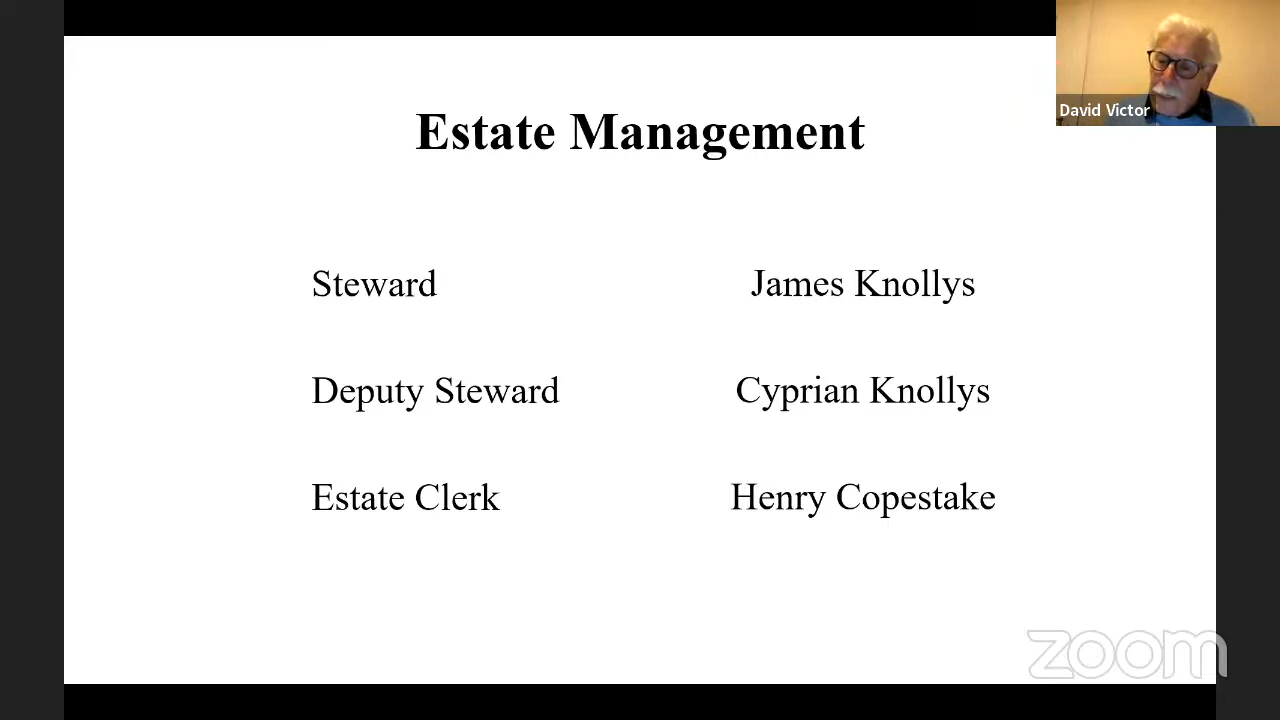 David Victor
Estate Management
Steward James Knollys
Deputy Steward Cyprian Knollys
Estate Clerk Henry Copestake
zoom